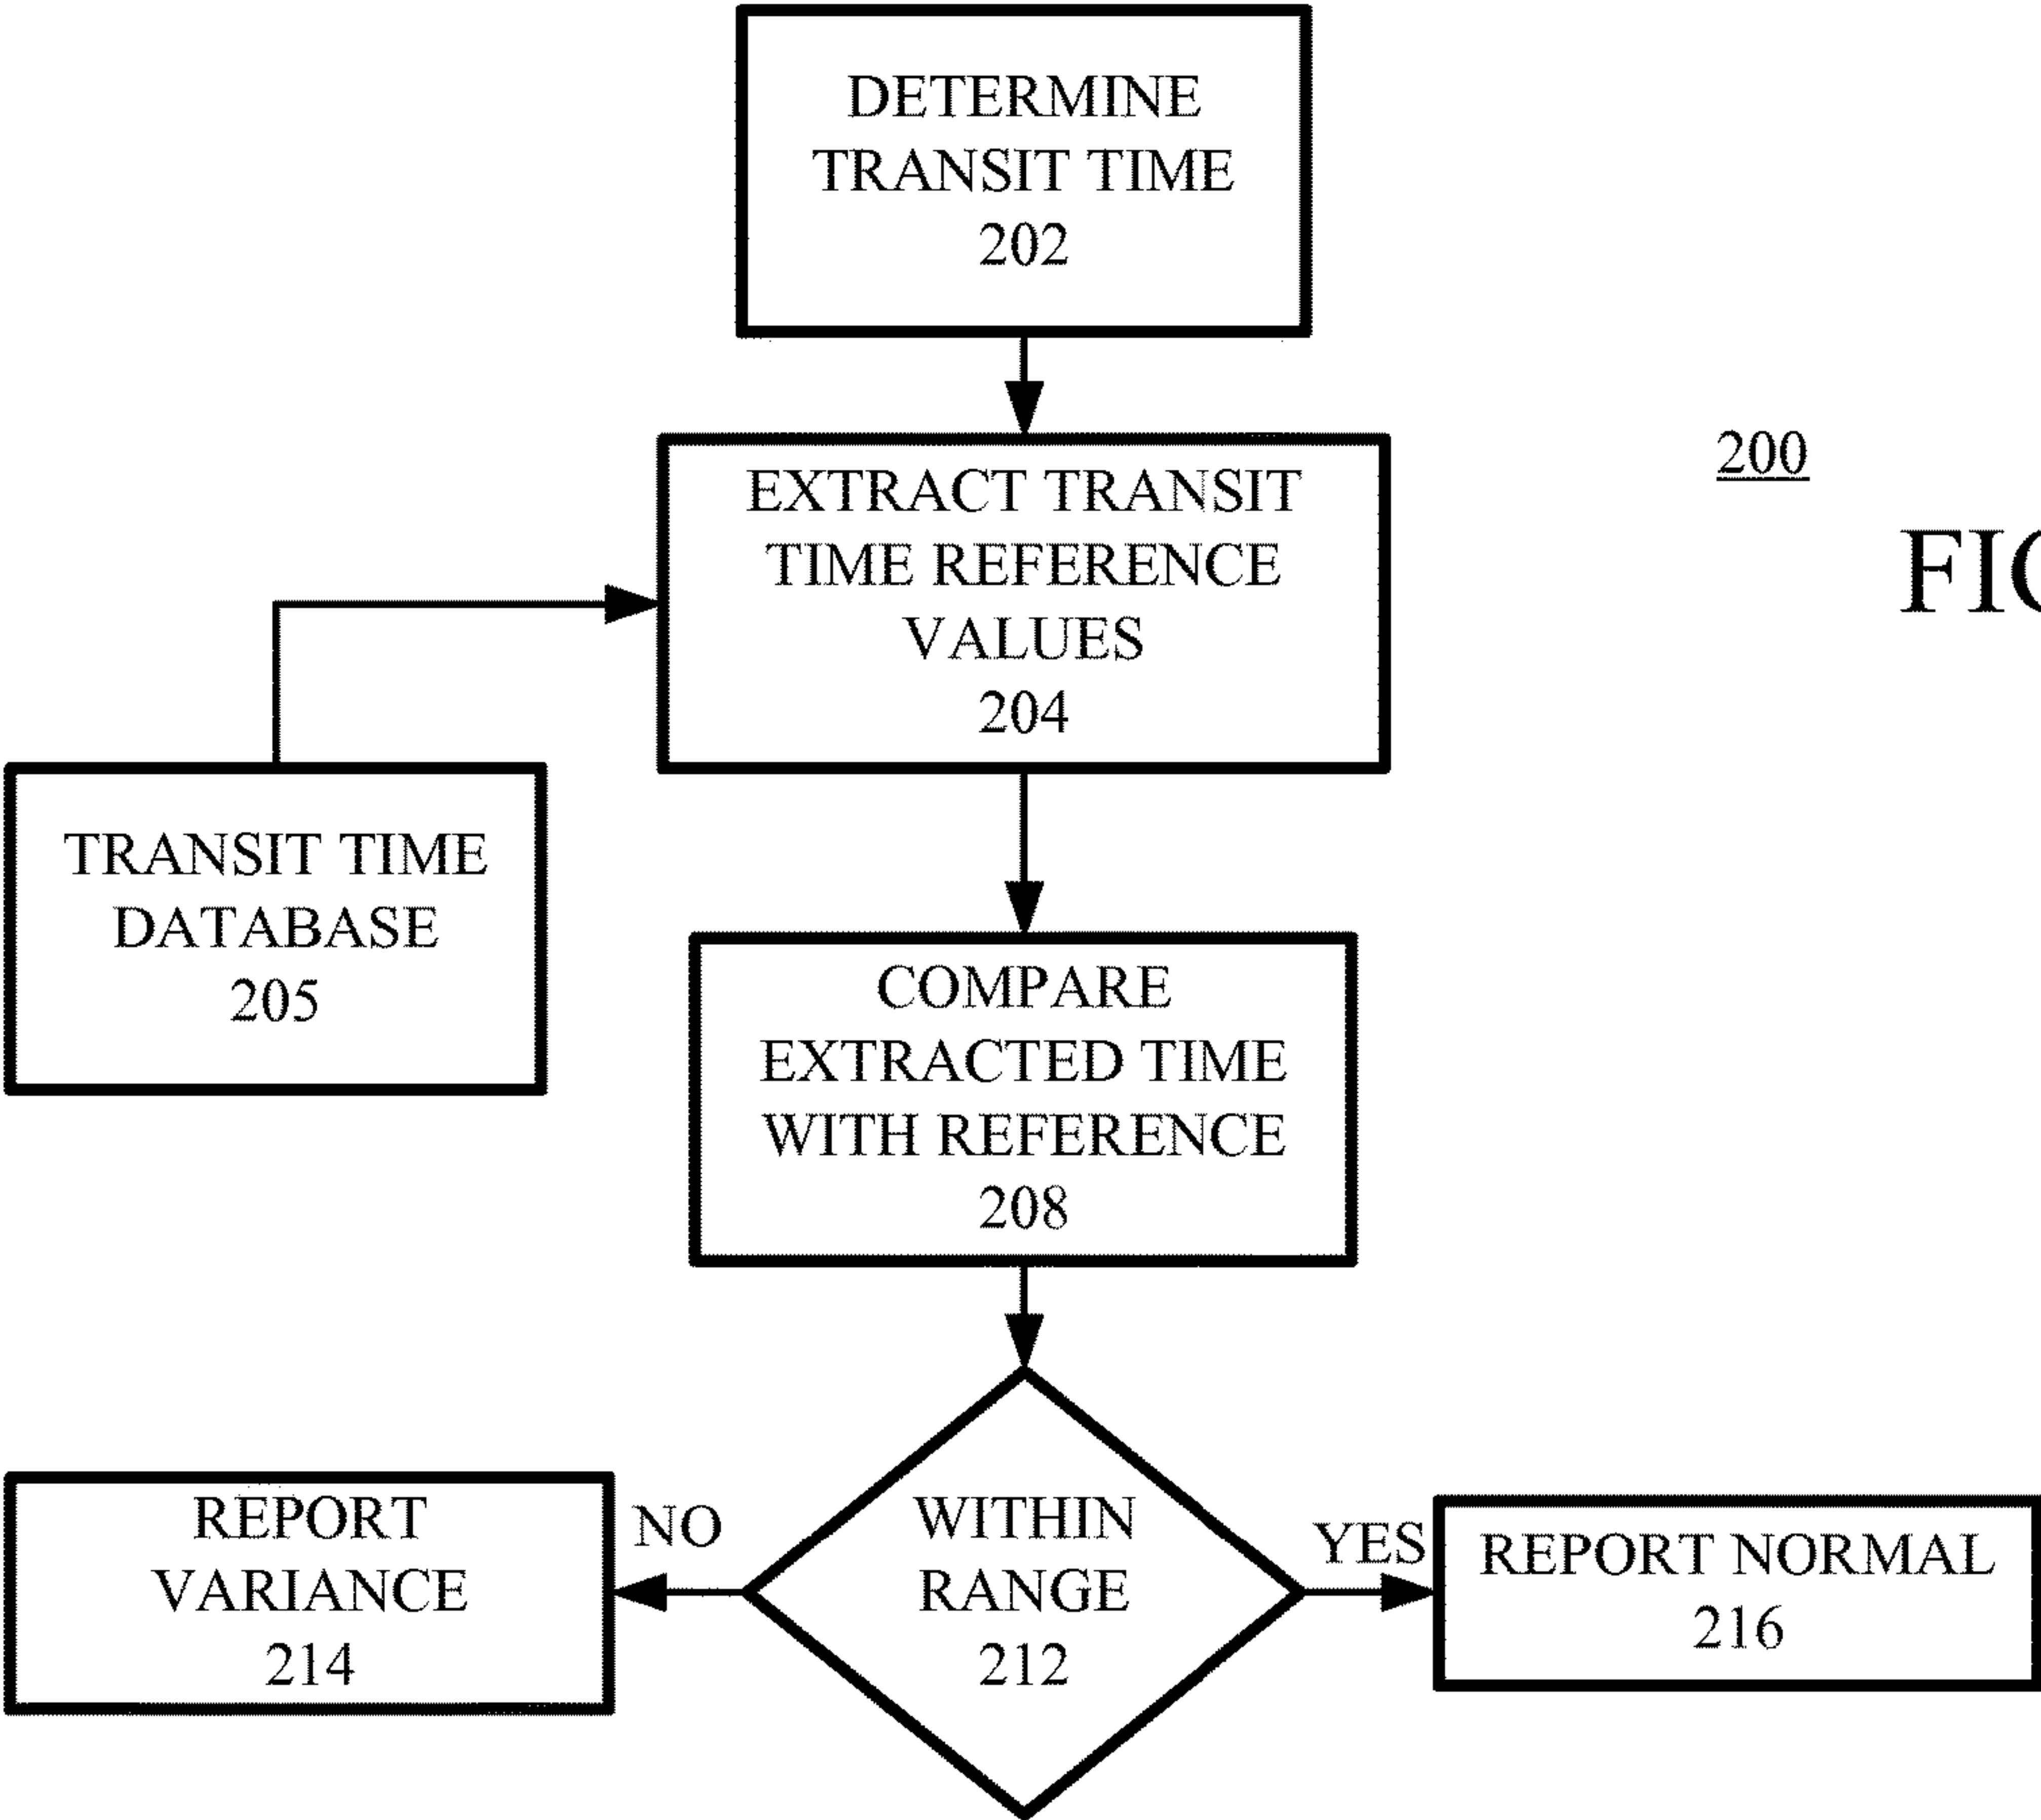 DETERMINE
TRANSIT TIME
202
EXTRACT TRANSIT
TIME REFERENCE
VALUES
204
200
TRANSIT TIME
DATABASE
205
COMPARE
EXTRACTED TIME
WITH REFERENCE
208
REPORT
VARIANCE
214
NO
WITHIN
RANGE
212
YES
REPORT NORMAL
216